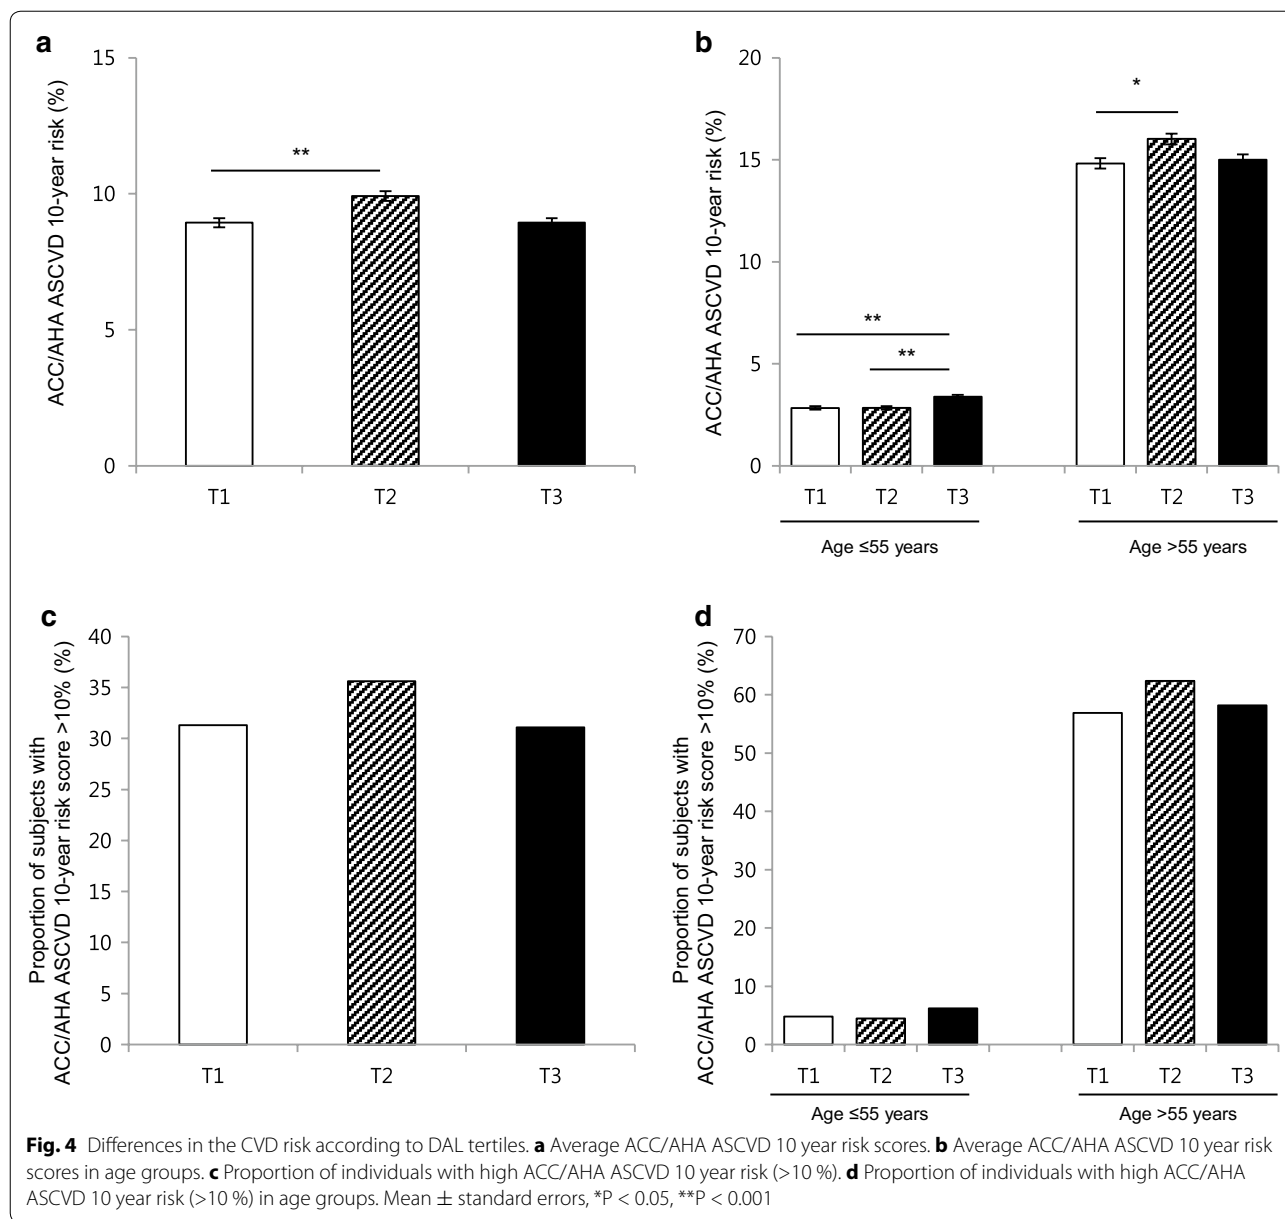 a
ACC/AHA ASCVD 10-year risk (%)
15
10
5
0
**
T1
T2
T3
b
ACC/AHA ASCVD 10-year risk (%)
20
15
10
5
0
**
**
*
T1
T2
T3
T1
T2
T3
Age ≤55 years
Age >55 years
c
Proportion of subjects with
ACC/AHA ASCVD 10-year risk score >10% (%)
40
35
30
25
20
15
10
5
0
T1
T2
T3
d
Proportion of subjects with
ACC/AHA ASCVD 10-year risk score >10% (%)
70
60
50
40
30
20
10
0
T1
T2
T3
T1
T2
T3
Age ≤55 years
Age >55 years
Fig. 4 Differences in the CVD risk according to DAL tertiles. a Average ACC/AHA ASCVD 10 year risk scores. b Average ACC/AHA ASCVD 10 year risk
scores in age groups. c Proportion of individuals with high ACC/AHA ASCVD 10 year risk (>10 %). d Proportion of individuals with high ACC/AHA
ASCVD 10 year risk (>10 %) in age groups. Mean ± standard errors, *P < 0.05, **P < 0.001